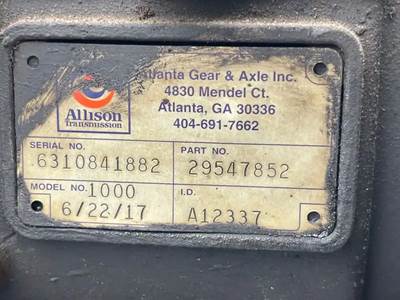 Allison
Transmission
Atlanta Gear & Axle Inc.
4830 Mendel Ct.
Atlanta, GA 30336
404-691-7662
SERIAL NO.
6310841882
PART NO.
29547852
MODEL NO. 1000
6/22/17
I.D.
A12337